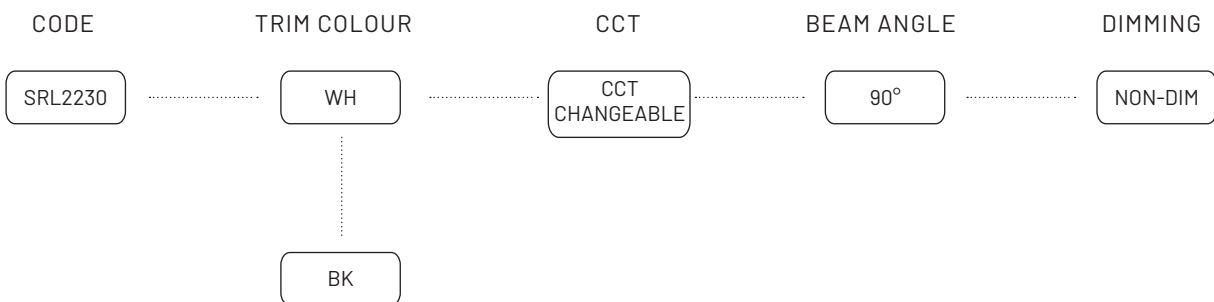 CODE
TRIM COLOUR
CCT
BEAM ANGLE
DIMMING
SRL2230
WH
CCT
CHANGEABLE
90°
NON-DIM
BK